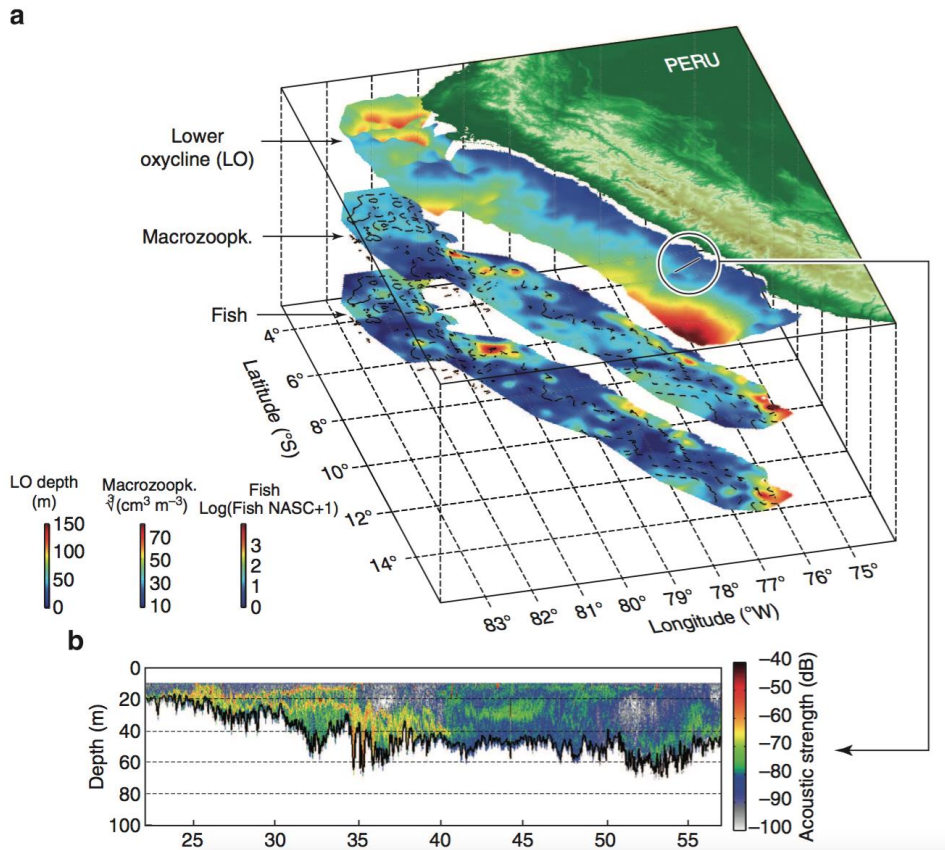 a
PERU
Lower
oxycline (LO)
Macrozoopk.
Fish
4°
6°
8°
10°
12°
14°
Latitude (°S)
83°
82°
81°
80°
79°
78°
77°
76°
75°
Longitude (°W)
LO depth
(m)
150
100
50
0
Macrozoopk.
∛(cm³ m⁻³)
70
50
30
10
Fish
Log(Fish NASC+1)
3
2
1
0
b
Depth (m)
0
20
40
60
80
100
25
30
35
40
45
50
55
–40
–50
–60
–70
–80
–90
–100
Acoustic strength (dB)